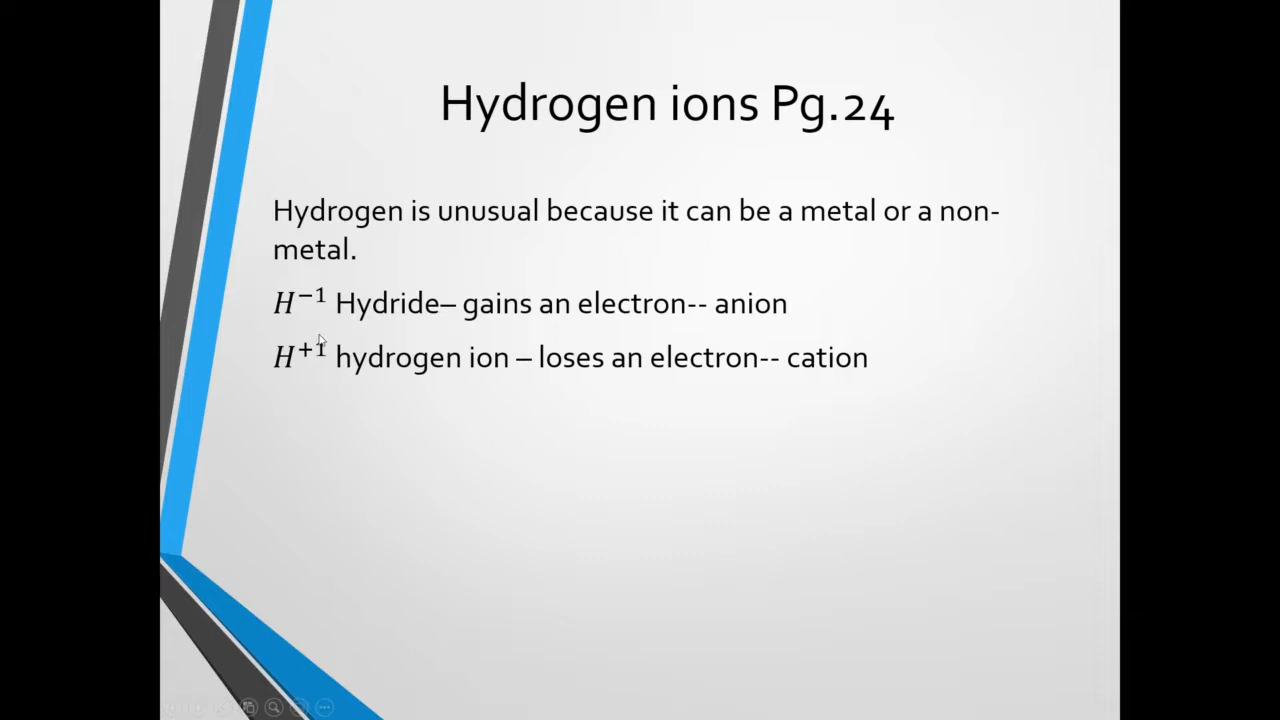 Hydrogen ions Pg.24
Hydrogen is unusual because it can be a metal or a non-
metal.
H⁻¹ Hydride– gains an electron-- anion
H⁺¹ hydrogen ion – loses an electron-- cation